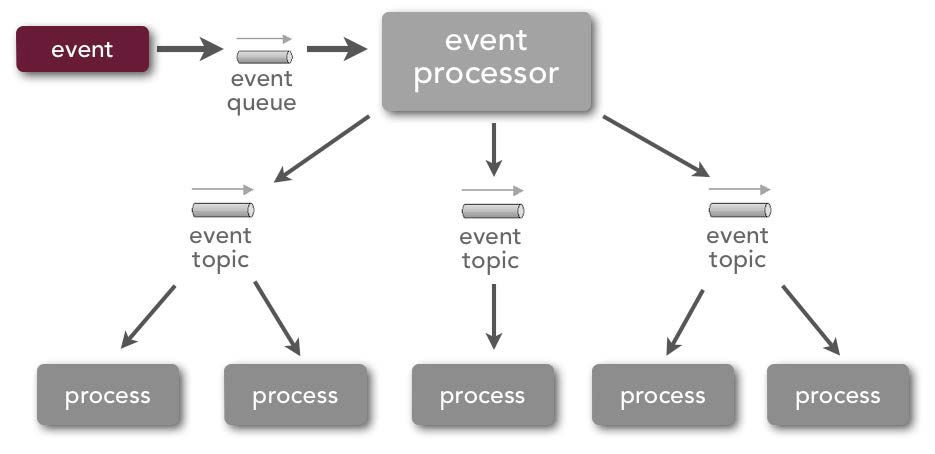 event
event
queue
event
processor
event
topic
event
topic
event
topic
process
process
process
process
process